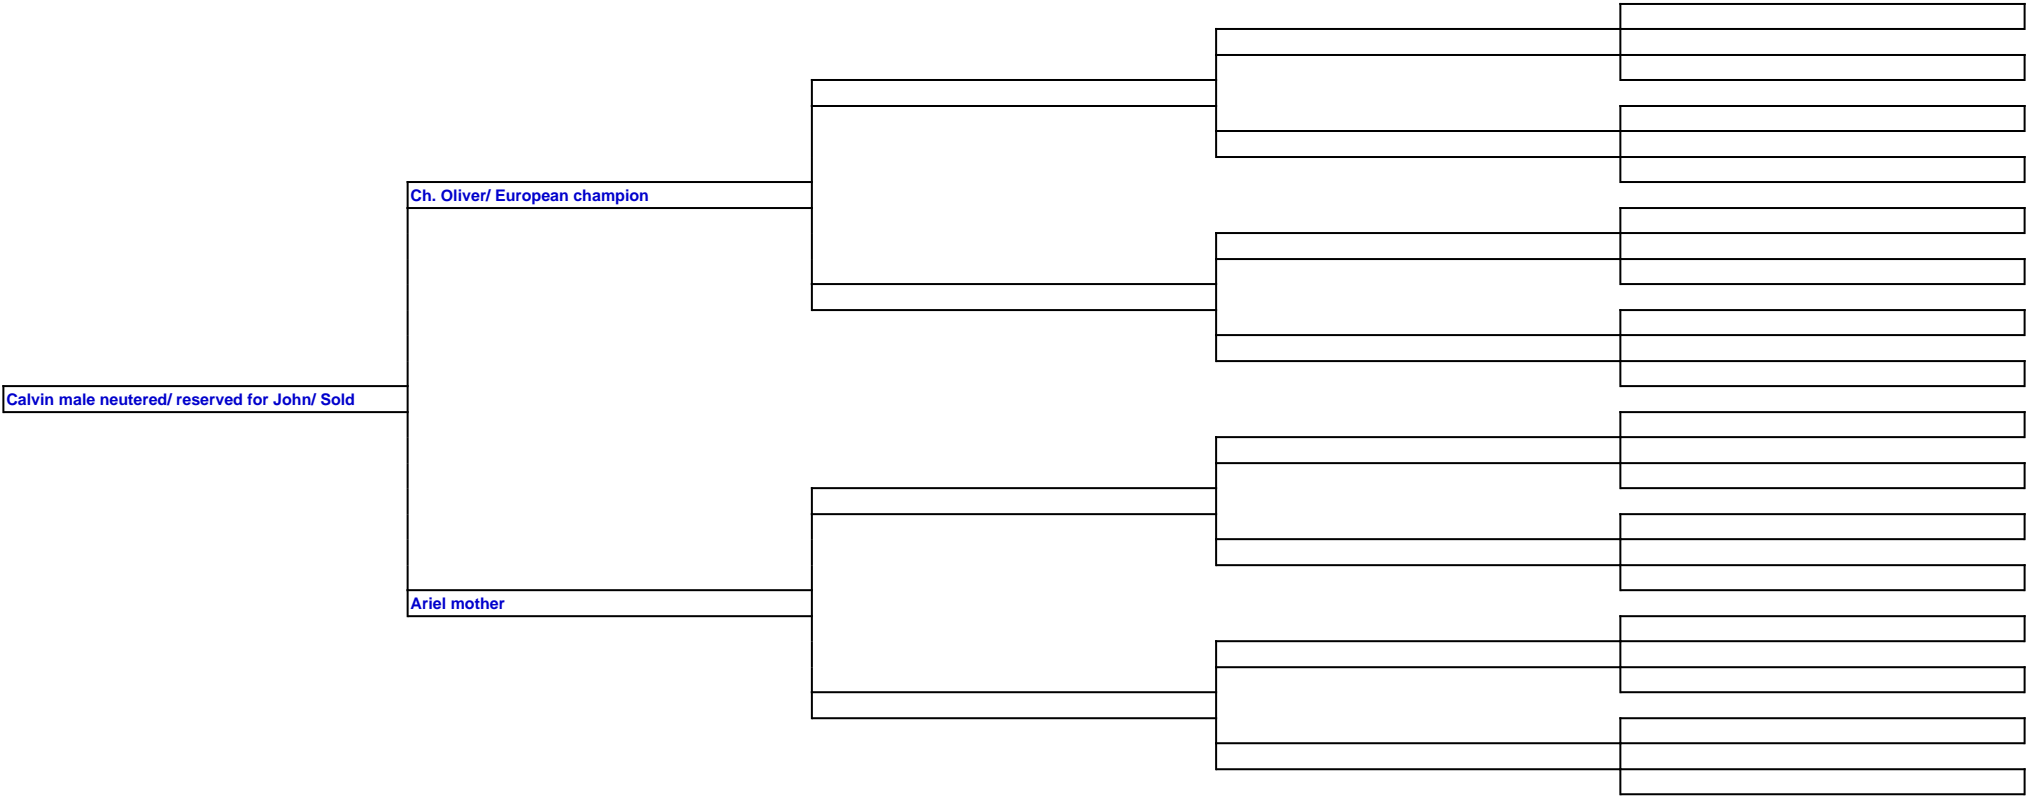 Ch. Oliver/ European champion
Calvin male neutered/ reserved for John/ Sold
Ariel mother